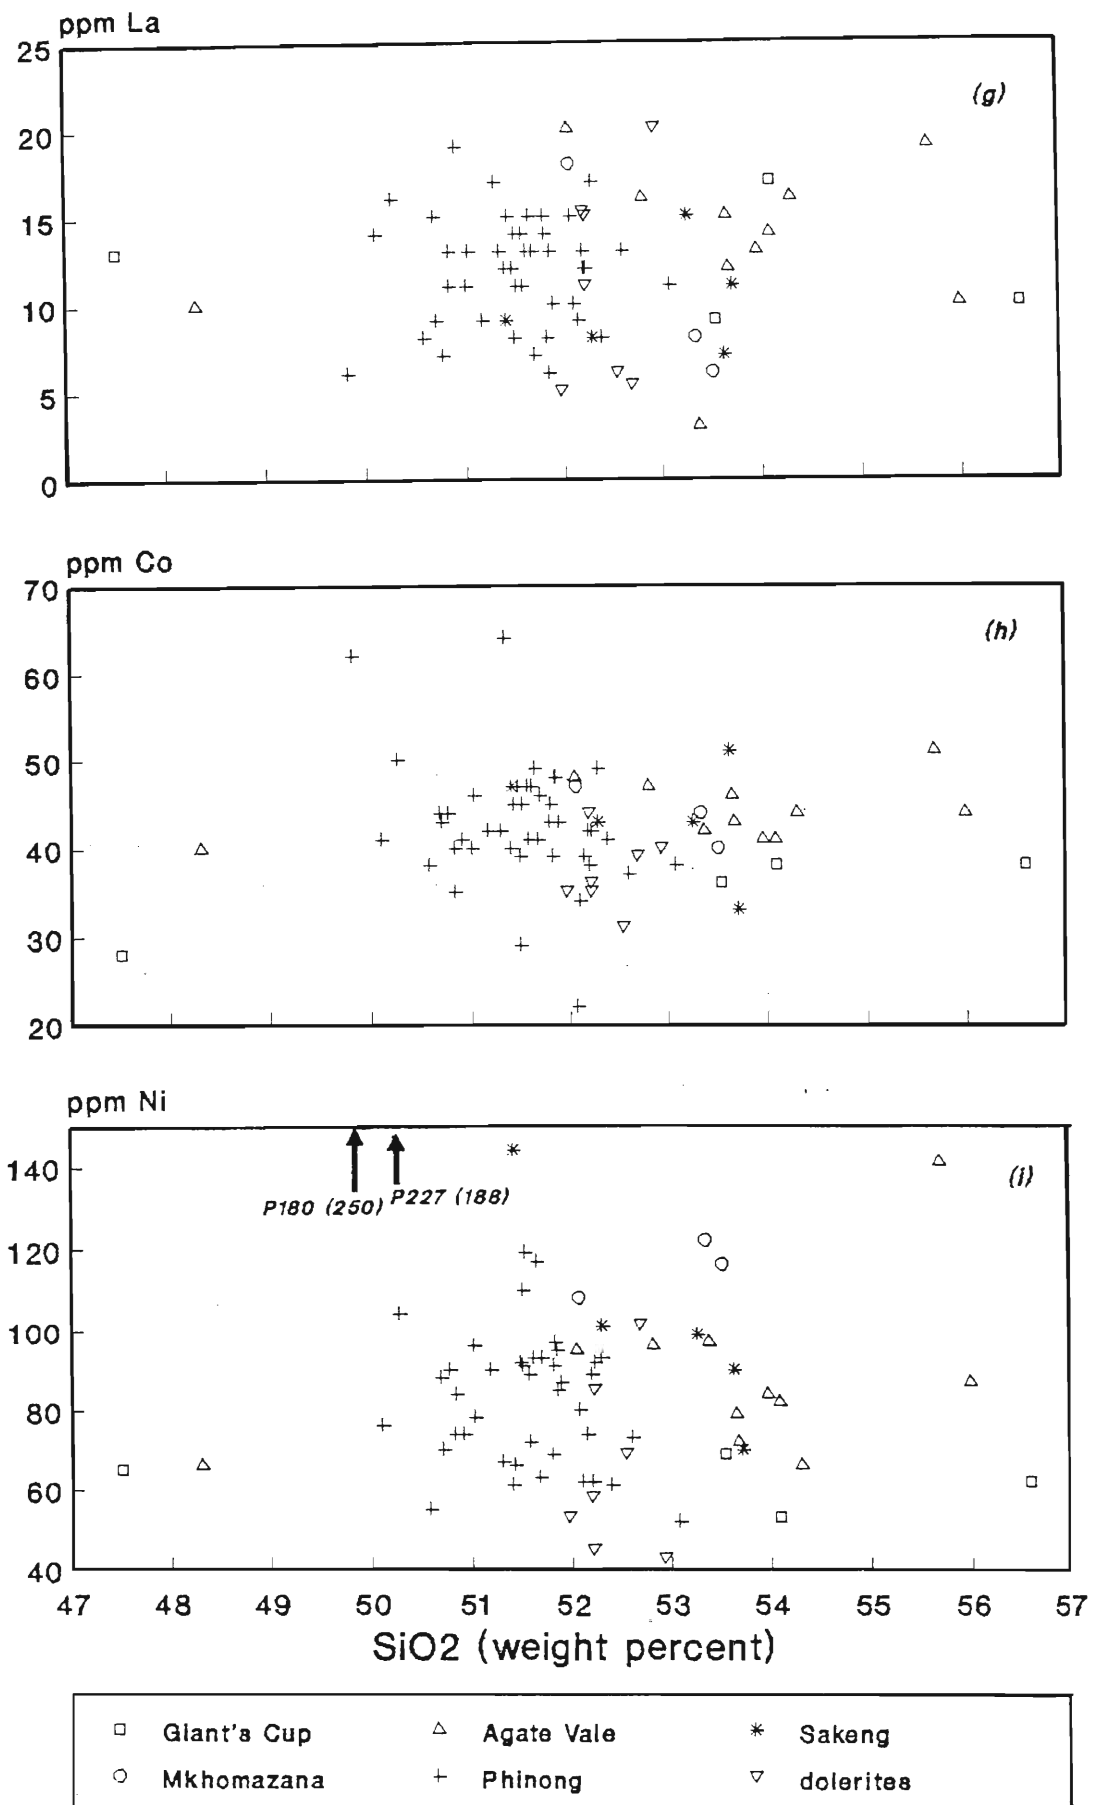 ppm La
25
(g)
20
15
10
5
0
ppm Co
70
(h)
60
50
40
30
20
ppm Ni
140
(i)
P180 (250)
P227 (188)
120
100
80
60
40
47 48 49 50 51 52 53 54 55 56 57
SiO2 (weight percent)
Giant's Cup Agate Vale Sakeng
Mkhomazana Phinong dolerites